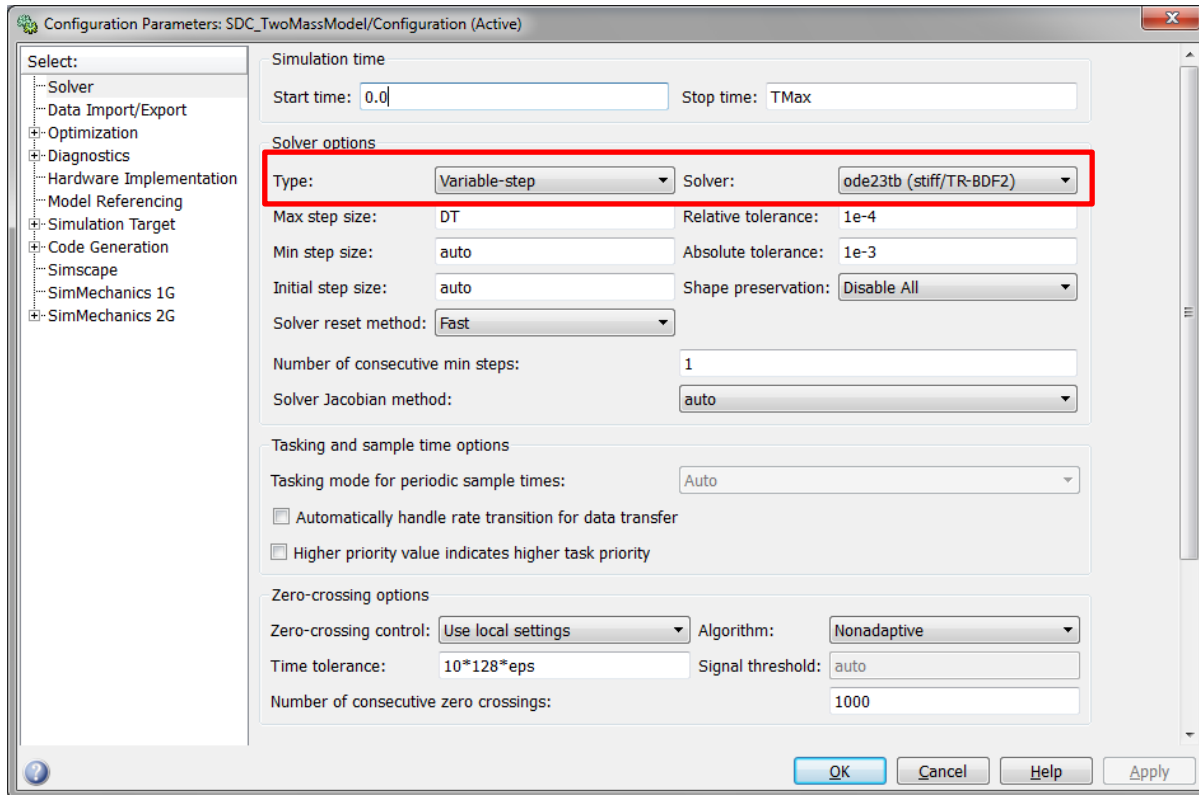 Configuration Parameters: SDC_TwoMassModel/Configuration (Active)
Select:
Solver
Data Import/Export
Optimization
Diagnostics
Hardware Implementation
Model Referencing
Simulation Target
Code Generation
Simscape
SimMechanics 1G
SimMechanics 2G
Simulation time
Start time: 0.0 Stop time: TMax
Solver options
Type: Variable-step Solver: ode23tb (stiff/TR-BDF2)
Max step size: DT Relative tolerance: 1e-4
Min step size: auto Absolute tolerance: 1e-3
Initial step size: auto Shape preservation: Disable All
Solver reset method: Fast
Number of consecutive min steps: 1
Solver Jacobian method: auto
Tasking and sample time options
Tasking mode for periodic sample times: Auto
Automatically handle rate transition for data transfer
Higher priority value indicates higher task priority
Zero-crossing options
Zero-crossing control: Use local settings Algorithm: Nonadaptive
Time tolerance: 10*128*eps Signal threshold: auto
Number of consecutive zero crossings: 1000
OK Cancel Help Apply